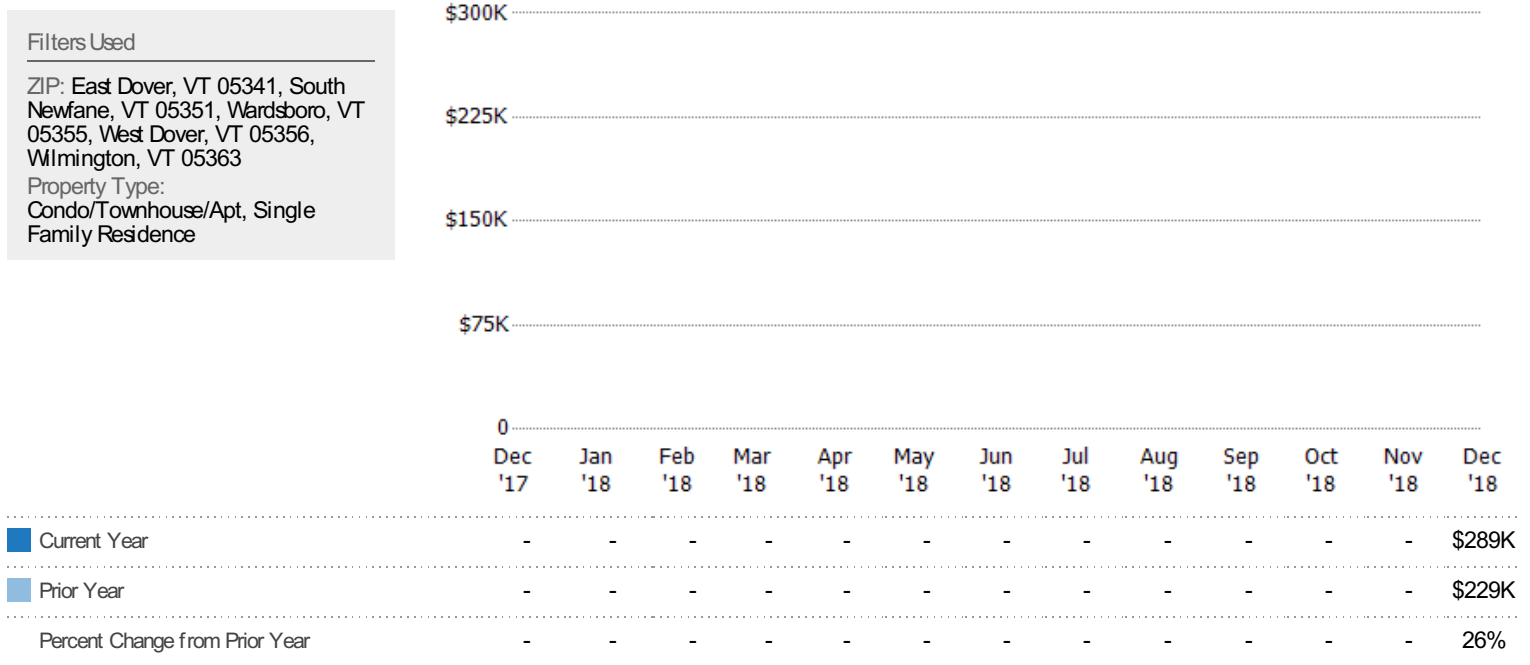 Filters Used
ZIP: East Dover, VT 05341, South
Newfane, VT 05351, Wardsboro, VT
05355, West Dover, VT 05356,
Wilmington, VT 05363
Property Type:
Condo/Townhouse/Apt, Single
Family Residence
$300K
$225K
$150K
$75K
0
Dec Jan Feb Mar Apr May Jun Jul Aug Sep Oct Nov Dec
'17 '18 '18 '18 '18 '18 '18 '18 '18 '18 '18 '18 '18
Current Year - - - - - - - - - - - - $289K
Prior Year - - - - - - - - - - - - $229K
Percent Change from Prior Year - - - - - - - - - - - - 26%